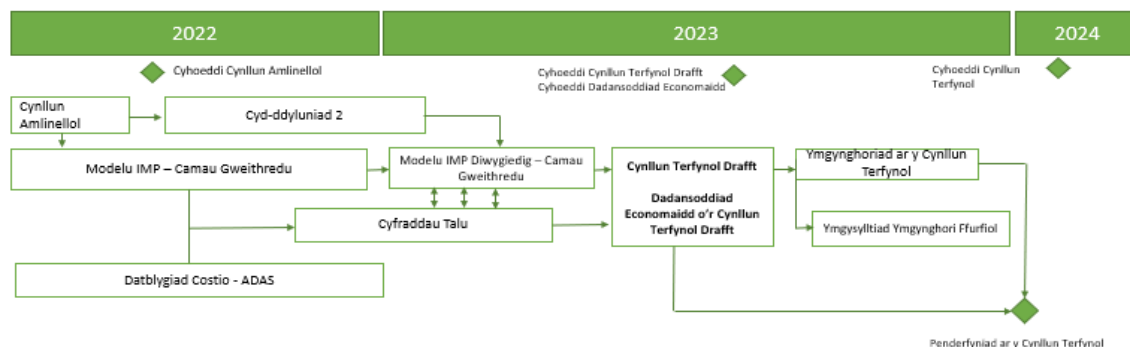 2022
2023
2024
Cyhoeddi Cynllun Amlinellol
Cyhoeddi Cynllun Terfynol Drafft
Cyhoeddi Dadansoddiad Economaidd
Cyhoeddi Cynllun
Terfynol
Cynllun
Amlinellol
Cyd-ddyluniad 2
Modelu IMP – Camau Gweithredu
Modelu IMP Diwygiedig – Camau
Gweithredu
Cynllun Terfynol Drafft
Dadansoddiad
Economaidd o'r Cynllun
Terfynol Drafft
Ymgynghoriad ar y Cynllun
Terfynol
Cyfraddau Talu
Ymgysylltiad Ymgynghori Ffurfiol
Datblygiad Costio - ADAS
Penderfyniad ar y Cynllun Terfynol